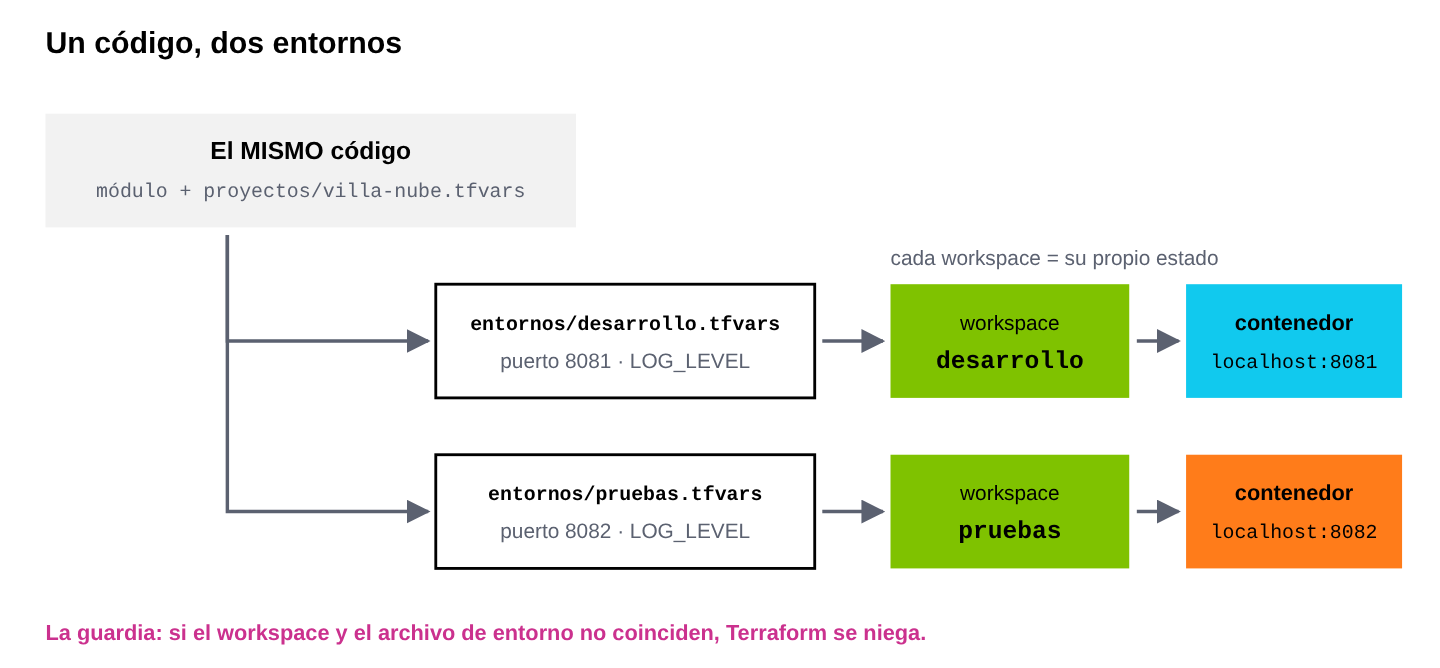 Un código, dos entornos
El MISMO código
módulo + proyectos/villa-nube.tfvars
cada workspace = su propio estado
entornos/desarrollo.tfvars
puerto 8081 · LOG_LEVEL
workspace
desarrollo
contenedor
localhost:8081
entornos/pruebas.tfvars
puerto 8082 · LOG_LEVEL
workspace
pruebas
contenedor
localhost:8082
La guardia: si el workspace y el archivo de entorno no coinciden, Terraform se niega.